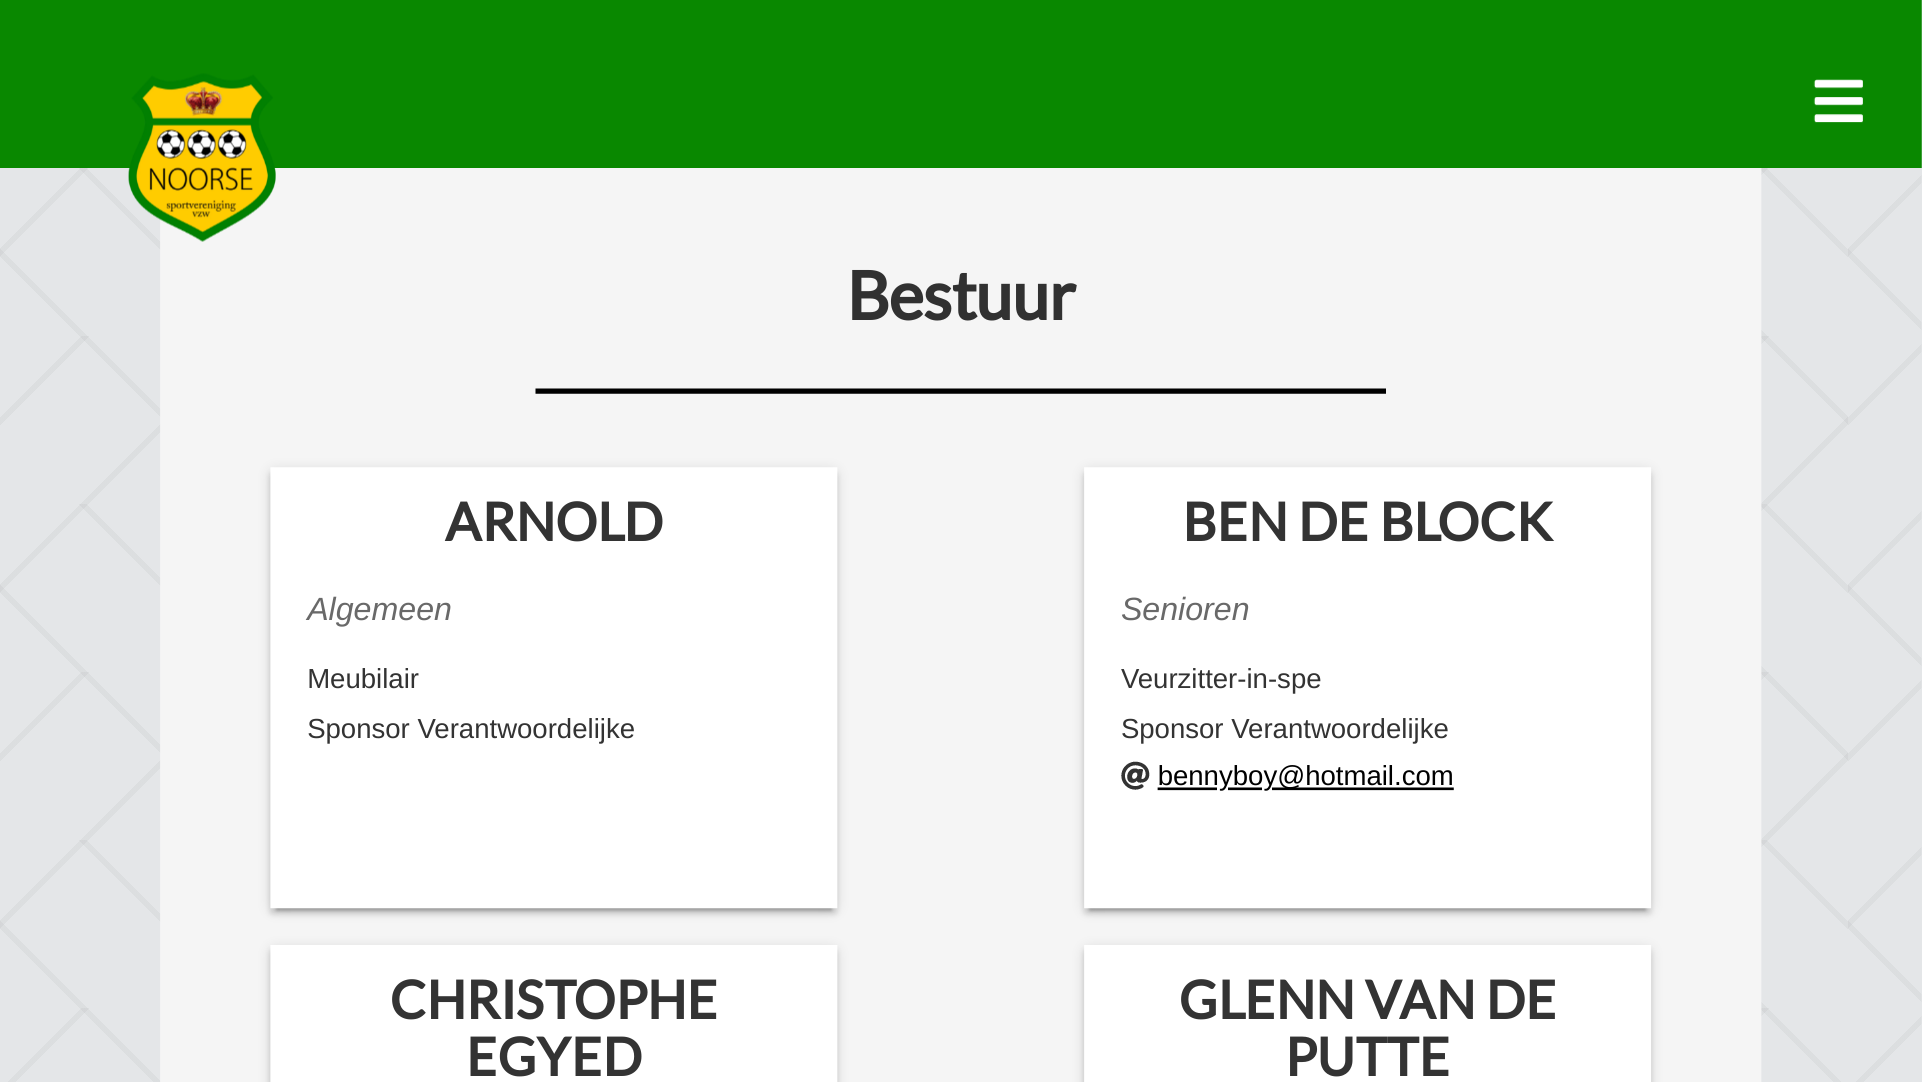 NOORSE
sportvereniging
vzw
Bestuur
ARNOLD
Algemeen
Meubilair
Sponsor Verantwoordelijke
BEN DE BLOCK
Senioren
Veurzitter-in-spe
Sponsor Verantwoordelijke
@ bennyboy@hotmail.com
CHRISTOPHE
EGYED
GLENN VAN DE
PUTTE